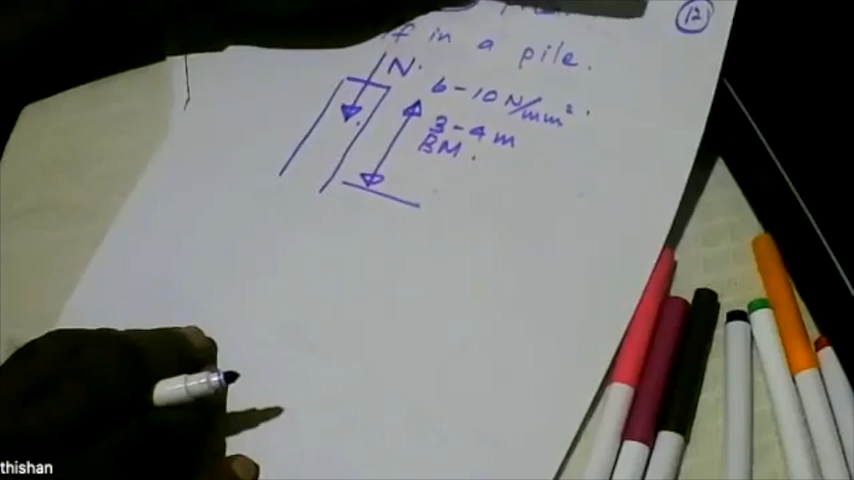 12
f in a pile.
N.
6-10 N/mm².
3-4 m
BM.
thishan